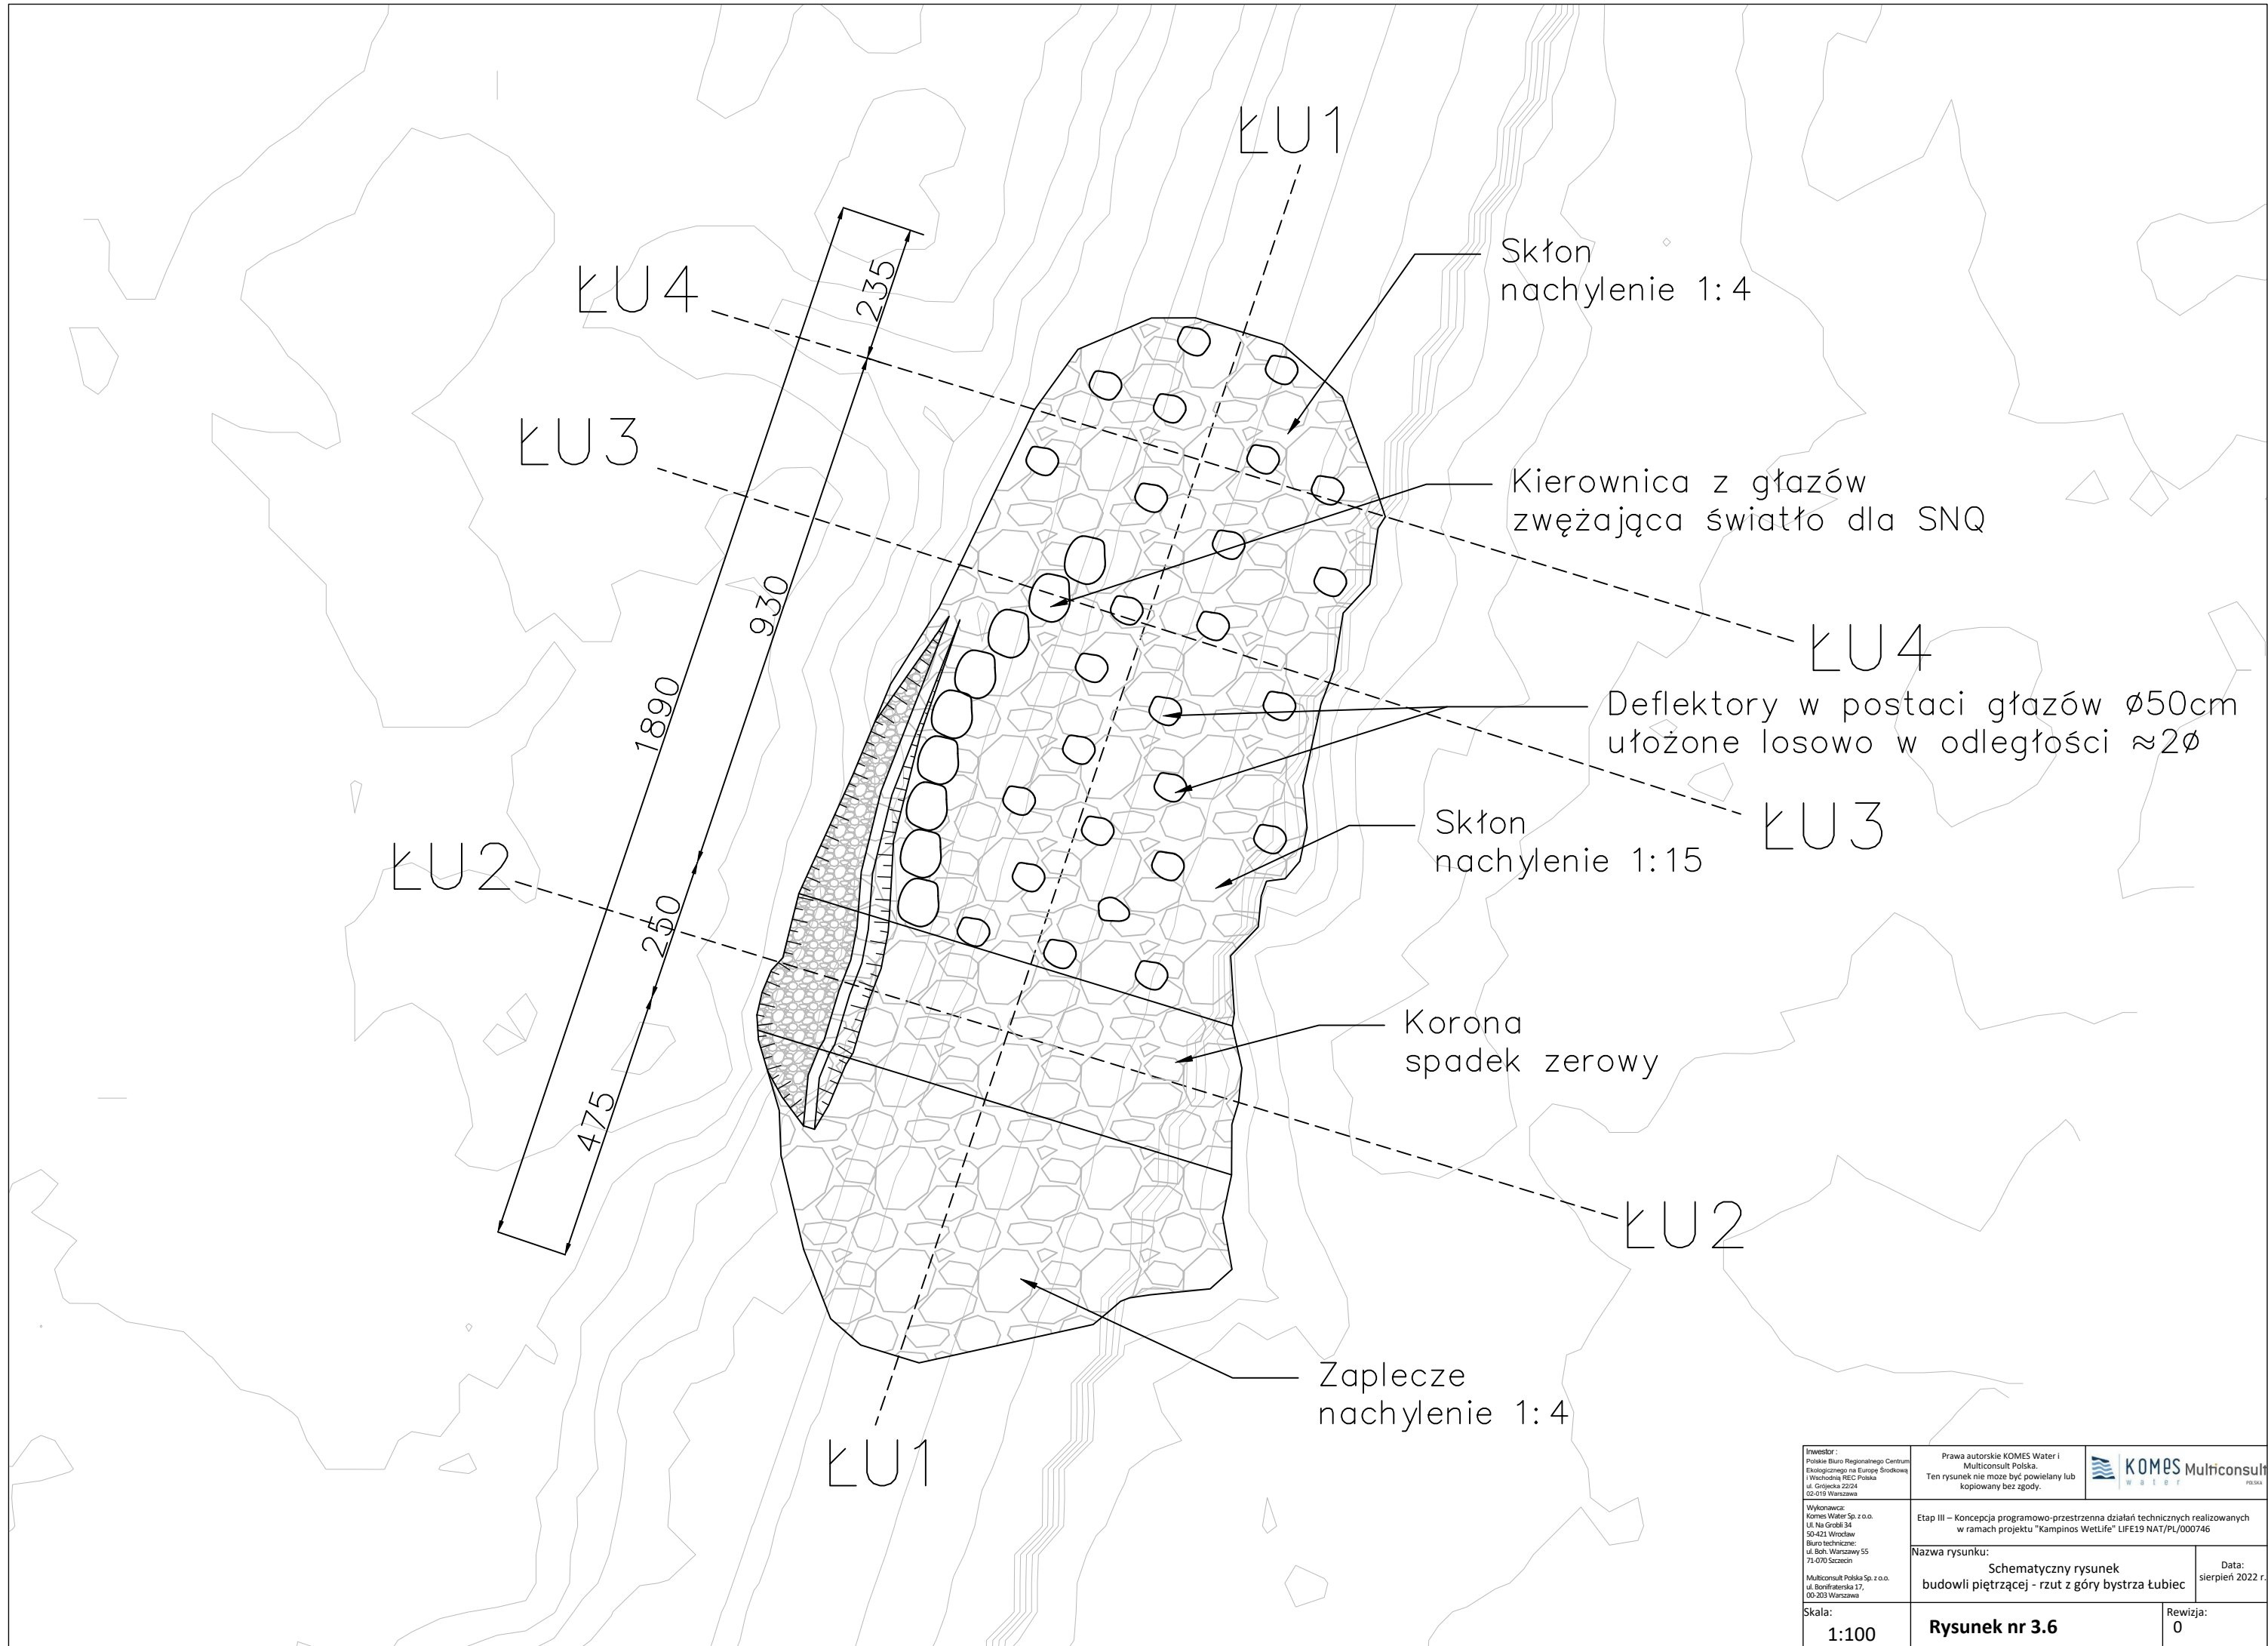 ŁU1
Skłon
nachylenie 1:4
ŁU4
235
ŁU3
Kierownica z głazów
zwężająca światło dla SNQ
930
ŁU4
1890
Deflektory w postaci głazów ø50cm
ułożone losowo w odległości ≈2ø
ŁU3
Skłon
nachylenie 1:15
ŁU2
250
Korona
spadek zerowy
475
ŁU2
Zaplecze
nachylenie 1:4
ŁU1
Inwestor :
Polskie Biuro Regionalnego Centrum
Ekologicznego na Europę Środkową
i Wschodnią REC Polska
ul. Grójecka 22/24
02-019 Warszawa
Prawa autorskie KOMES Water i
Multiconsult Polska.
Ten rysunek nie moze być powielany lub
kopiowany bez zgody.
KOMES
water
Multiconsult
POLSKA
Wykonawca:
Komes Water Sp. z o.o.
Ul. Na Grobli 34
50-421 Wrocław
Biuro techniczne:
ul. Boh. Warszawy 55
71-070 Szczecin
Multiconsult Polska Sp. z o.o.
ul. Bonifraterska 17,
00-203 Warszawa
Etap III – Koncepcja programowo-przestrzenna działań technicznych realizowanych
w ramach projektu "Kampinos WetLife" LIFE19 NAT/PL/000746
Nazwa rysunku:
Schematyczny rysunek
budowli piętrzącej - rzut z góry bystrza Łubiec
Data:
sierpień 2022 r.
Skala:
1:100
Rysunek nr 3.6
Rewizja:
0